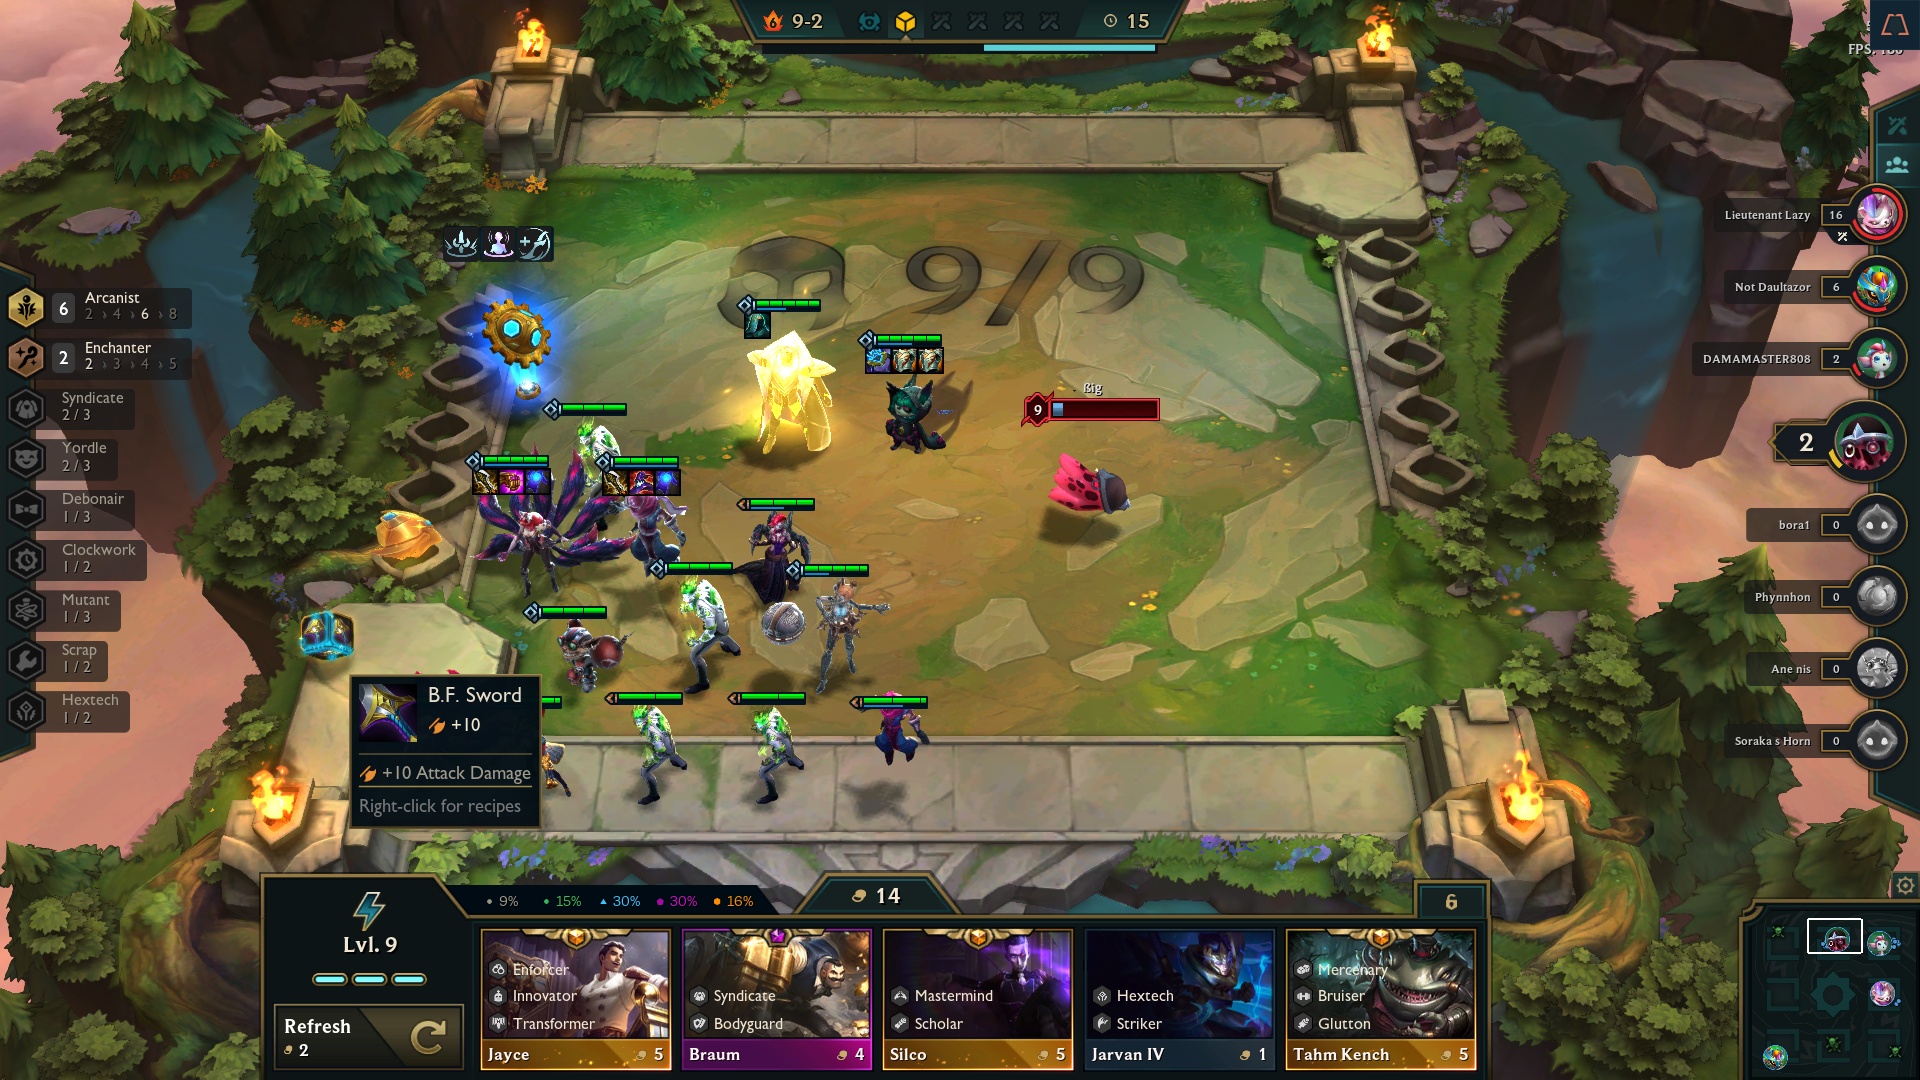 9-2
15
FPS:
6
Arcanist
2 › 4 › 6 › 8
2
Enchanter
2 › 3 › 4 › 5
Syndicate
2 / 3
Yordle
2 / 3
Debonair
1 / 3
Clockwork
1 / 2
Mutant
1 / 3
Scrap
1 / 2
Hextech
1 / 2
9/9
9
Lieutenant Lazy
16
Not Daultazor
6
DAMAMASTER808
2
2
bora1
0
Phynnhon
0
Ane nis
0
Soraka s Horn
0
B.F. Sword
+10
+10 Attack Damage
Right-click for recipes
Lvl. 9
9%
15%
30%
30%
16%
14
6
Refresh
2
Enforcer
Innovator
Transformer
Jayce
5
Syndicate
Bodyguard
Braum
4
Mastermind
Scholar
Silco
5
Hextech
Striker
Jarvan IV
1
Mercenary
Bruiser
Glutton
Tahm Kench
5